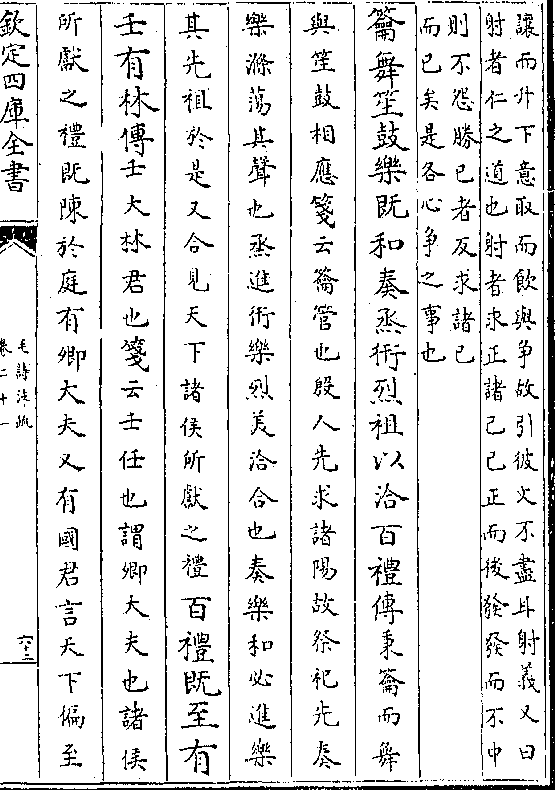 讓而升下意取而飲與爭故引彼文不盡耳射義又曰
射者仁之道也射者求正諸己己正而後發發而不中
則不怨勝己者反求諸己
而已矣是各心爭之事也
籥舞笙鼓樂既和奏烝衎烈祖以洽百禮傳秉籥而舞
與笙鼓相應箋云籥管也殷人先求諸陽故祭祀先奏
樂滌蕩其聲也烝進衎樂烈美洽合也奏樂和必進樂
其先祖於是又合見天下諸侯所獻之禮百禮既至有
壬有林傳壬大林君也箋云壬任也謂卿大夫也諸侯
所獻之禮既陳於庭有卿大夫又有國君言天下偏至
欽定四庫全書
毛詩注疏
卷二十一
六十二